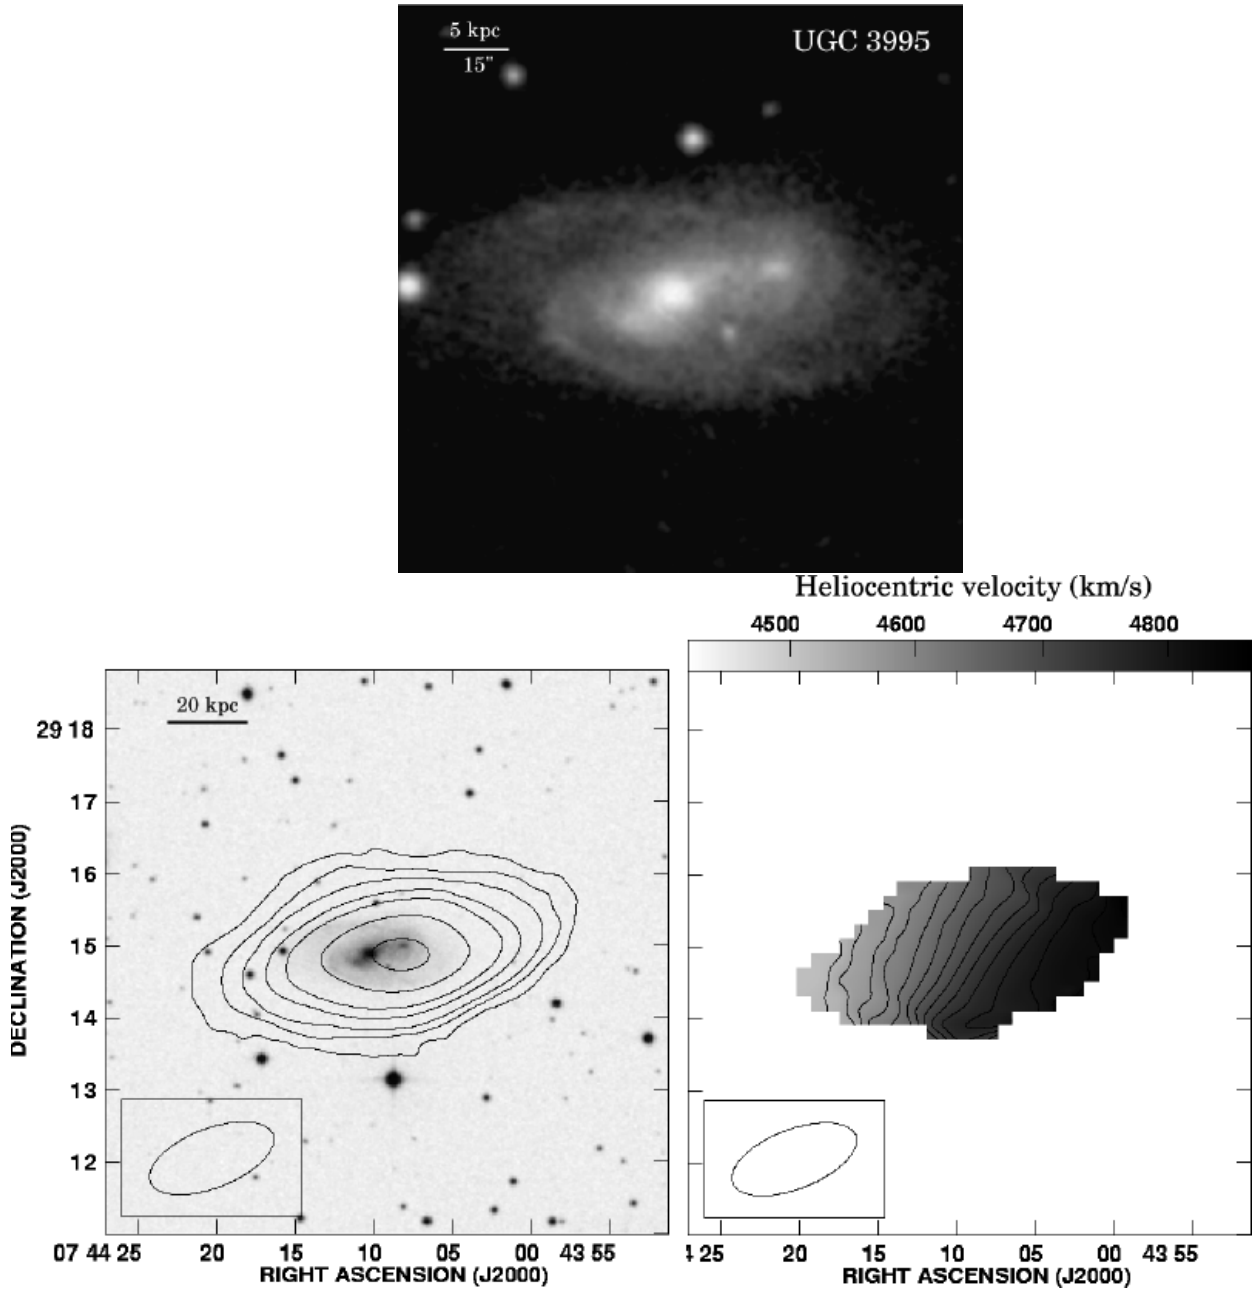 5 kpc
15"
UGC 3995
Heliocentric velocity (km/s)
4500 4600 4700 4800
20 kpc
29 18
17
16
15
14
13
12
DECLINATION (J2000)
07 44 25 20 15 10 05 00 43 55
RIGHT ASCENSION (J2000)
25 20 15 10 05 00 43 55
RIGHT ASCENSION (J2000)